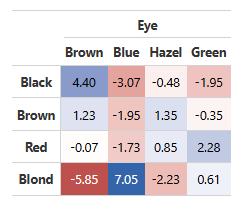 Eye
Brown Blue Hazel Green
Black 4.40 -3.07 -0.48 -1.95
Brown 1.23 -1.95 1.35 -0.35
Red -0.07 -1.73 0.85 2.28
Blond -5.85 7.05 -2.23 0.61